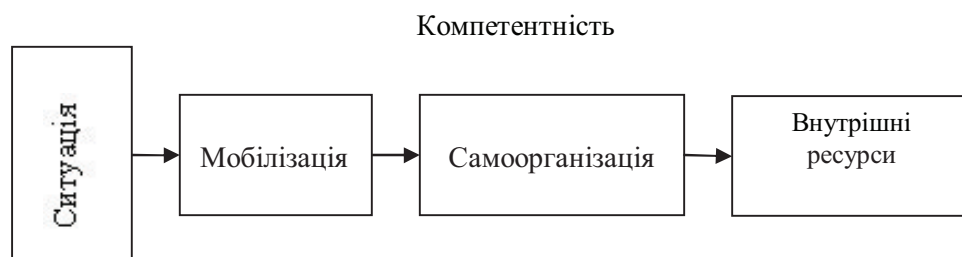 Компетентність
Ситуація
Мобілізація
Самоорганізація
Внутрішні
ресурси